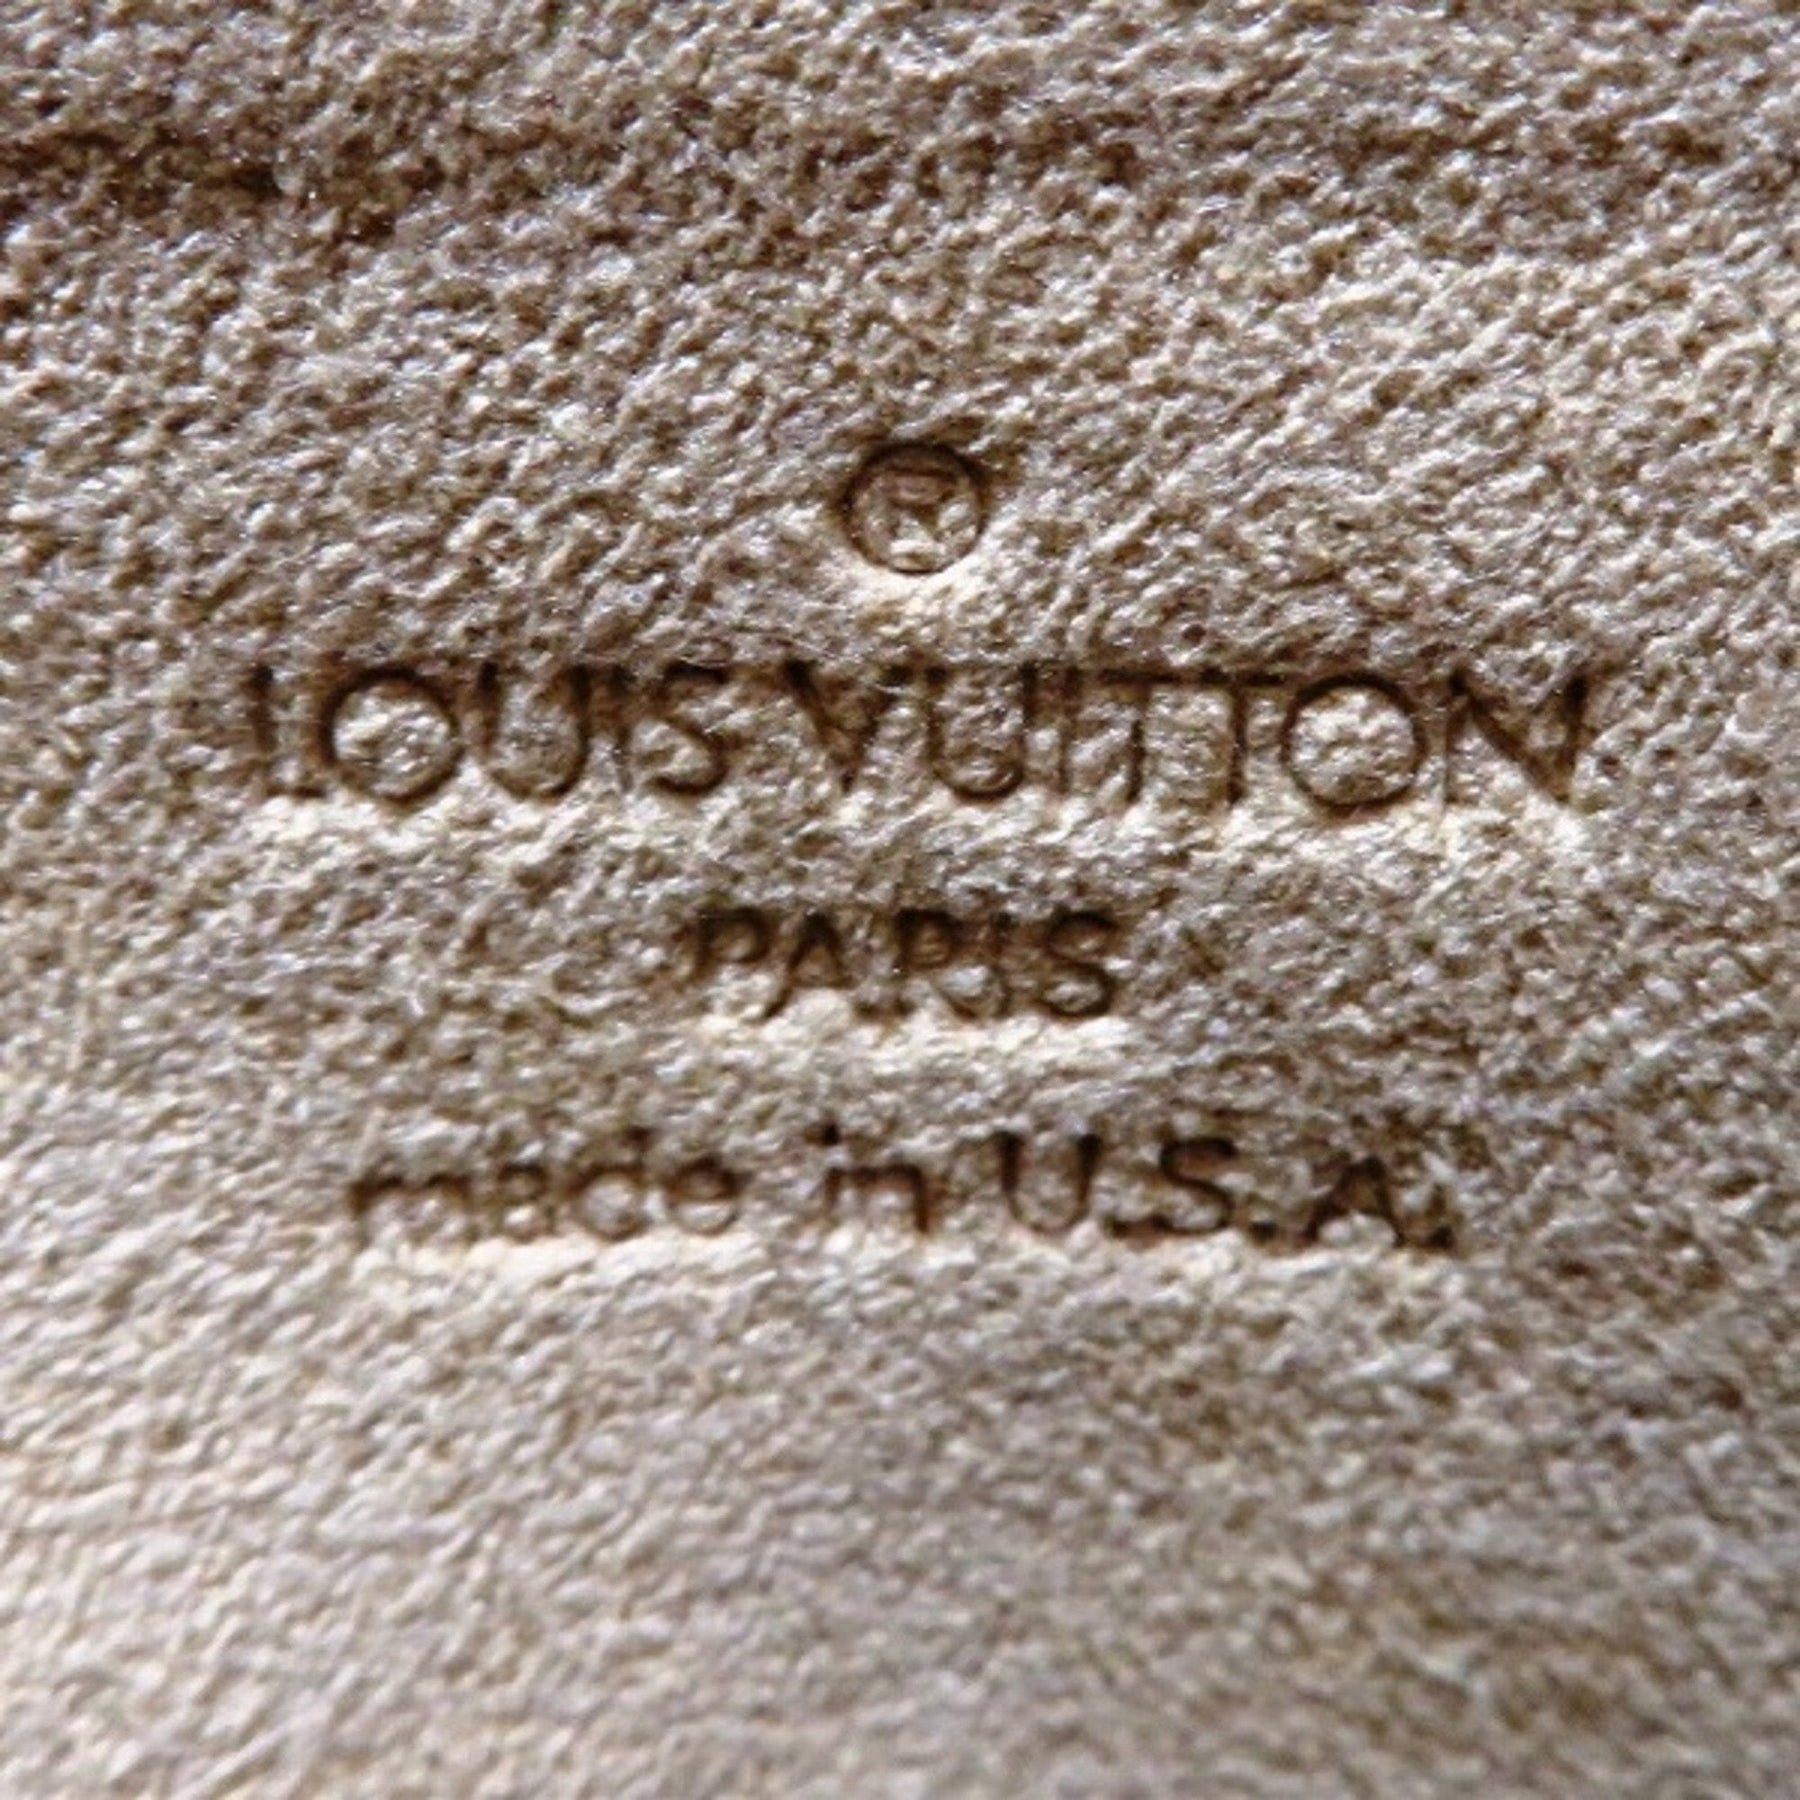 ®
LOUIS VUITTON
PARIS
made in U.S.A.